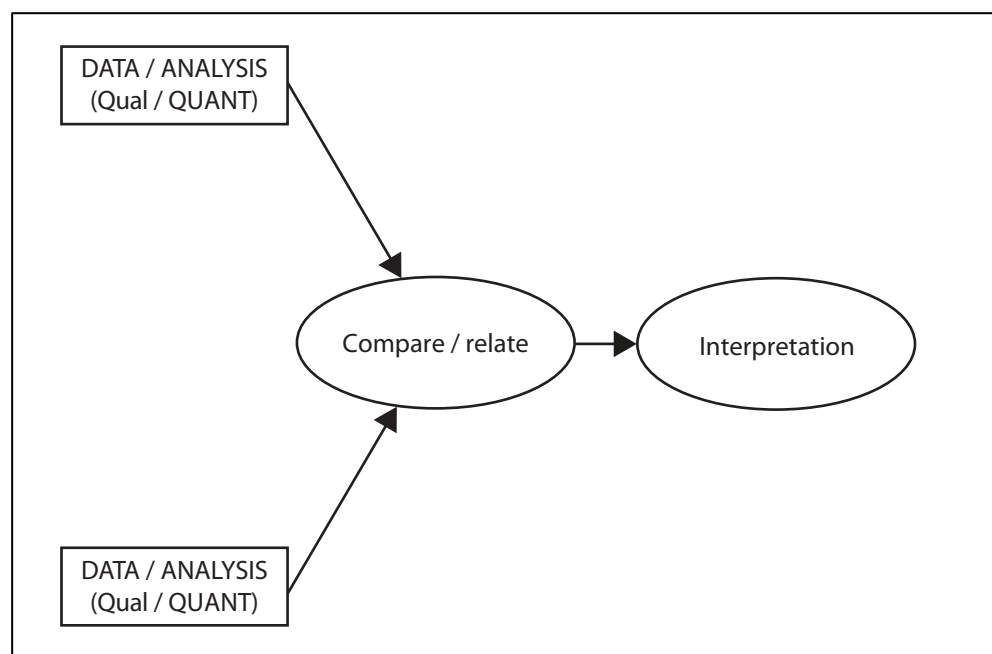 DATA / ANALYSIS
(Qual / QUANT)
Compare / relate
Interpretation
DATA / ANALYSIS
(Qual / QUANT)